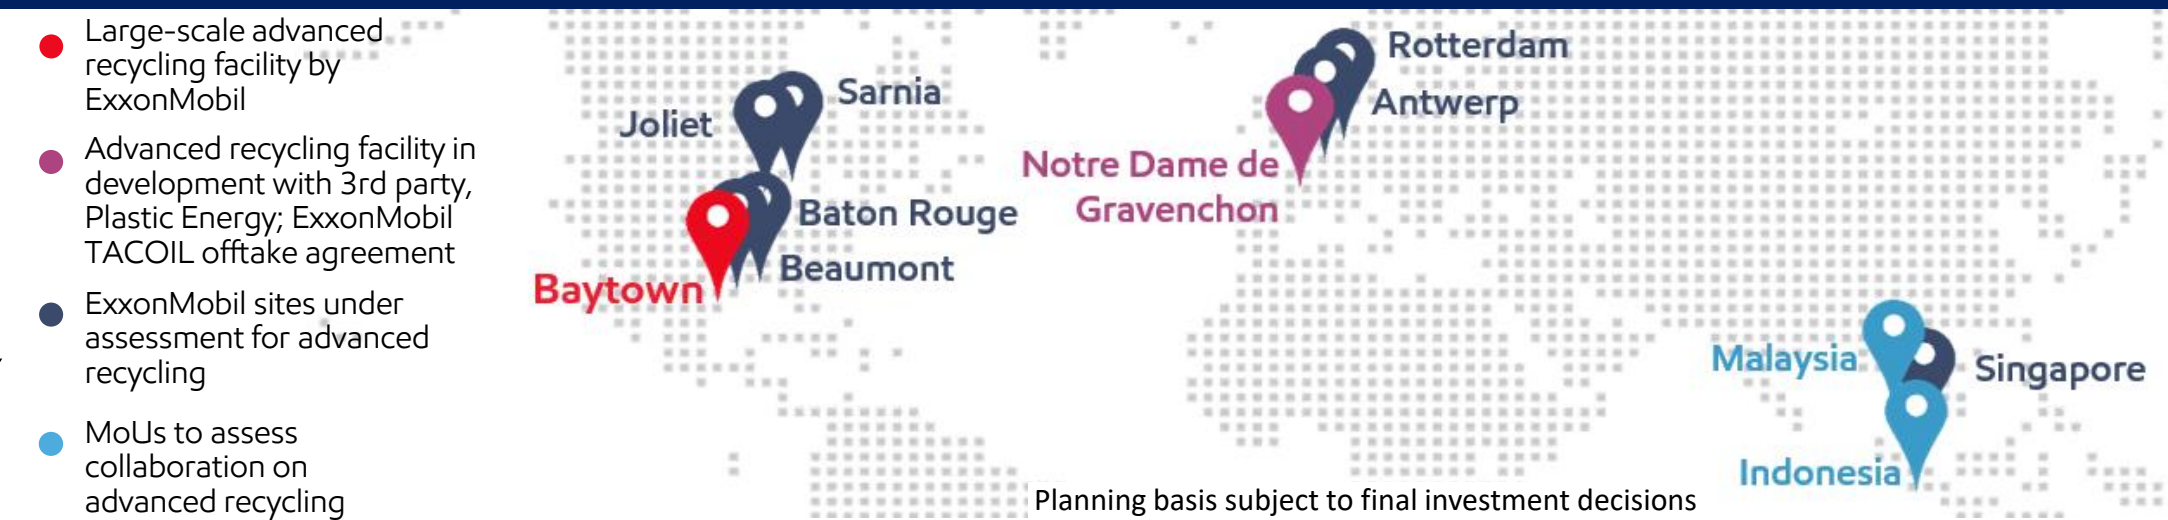 Large-scale advanced
recycling facility by
ExxonMobil
Advanced recycling facility in
development with 3rd party,
Plastic Energy; ExxonMobil
TACOIL offtake agreement
ExxonMobil sites under
assessment for advanced
recycling
MoUs to assess
collaboration on
advanced recycling
Joliet
Sarnia
Baton Rouge
Beaumont
Baytown
Rotterdam
Antwerp
Notre Dame de
Gravenchon
Malaysia
Singapore
Indonesia
Planning basis subject to final investment decisions